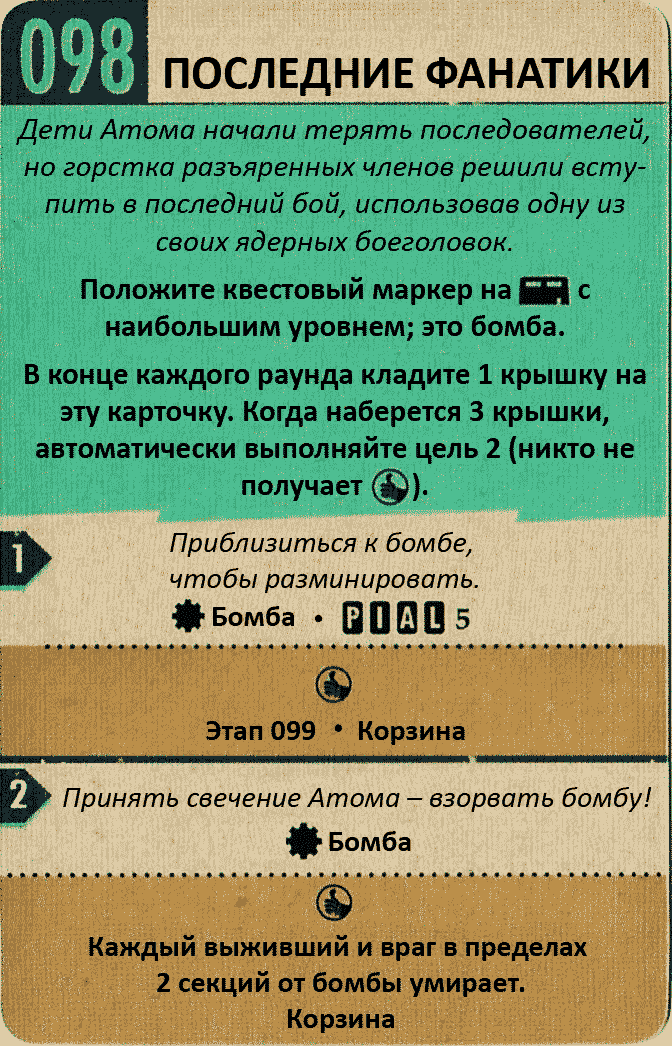 098 ПОСЛЕДНИЕ ФАНАТИКИ
Дети Атома начали терять последователей,
но горстка разъяренных членов решили всту-
пить в последний бой, использовав одну из
своих ядерных боеголовок.
Положите квестовый маркер на с
наибольшим уровнем; это бомба.
В конце каждого раунда кладите 1 крышку на
эту карточку. Когда наберется 3 крышки,
автоматически выполняйте цель 2 (никто не
получает ).
1
Приблизиться к бомбе,
чтобы разминировать.
Бомба • P I A L 5
Этап 099 • Корзина
2 Принять свечение Атома – взорвать бомбу!
Бомба
Каждый выживший и враг в пределах
2 секций от бомбы умирает.
Корзина